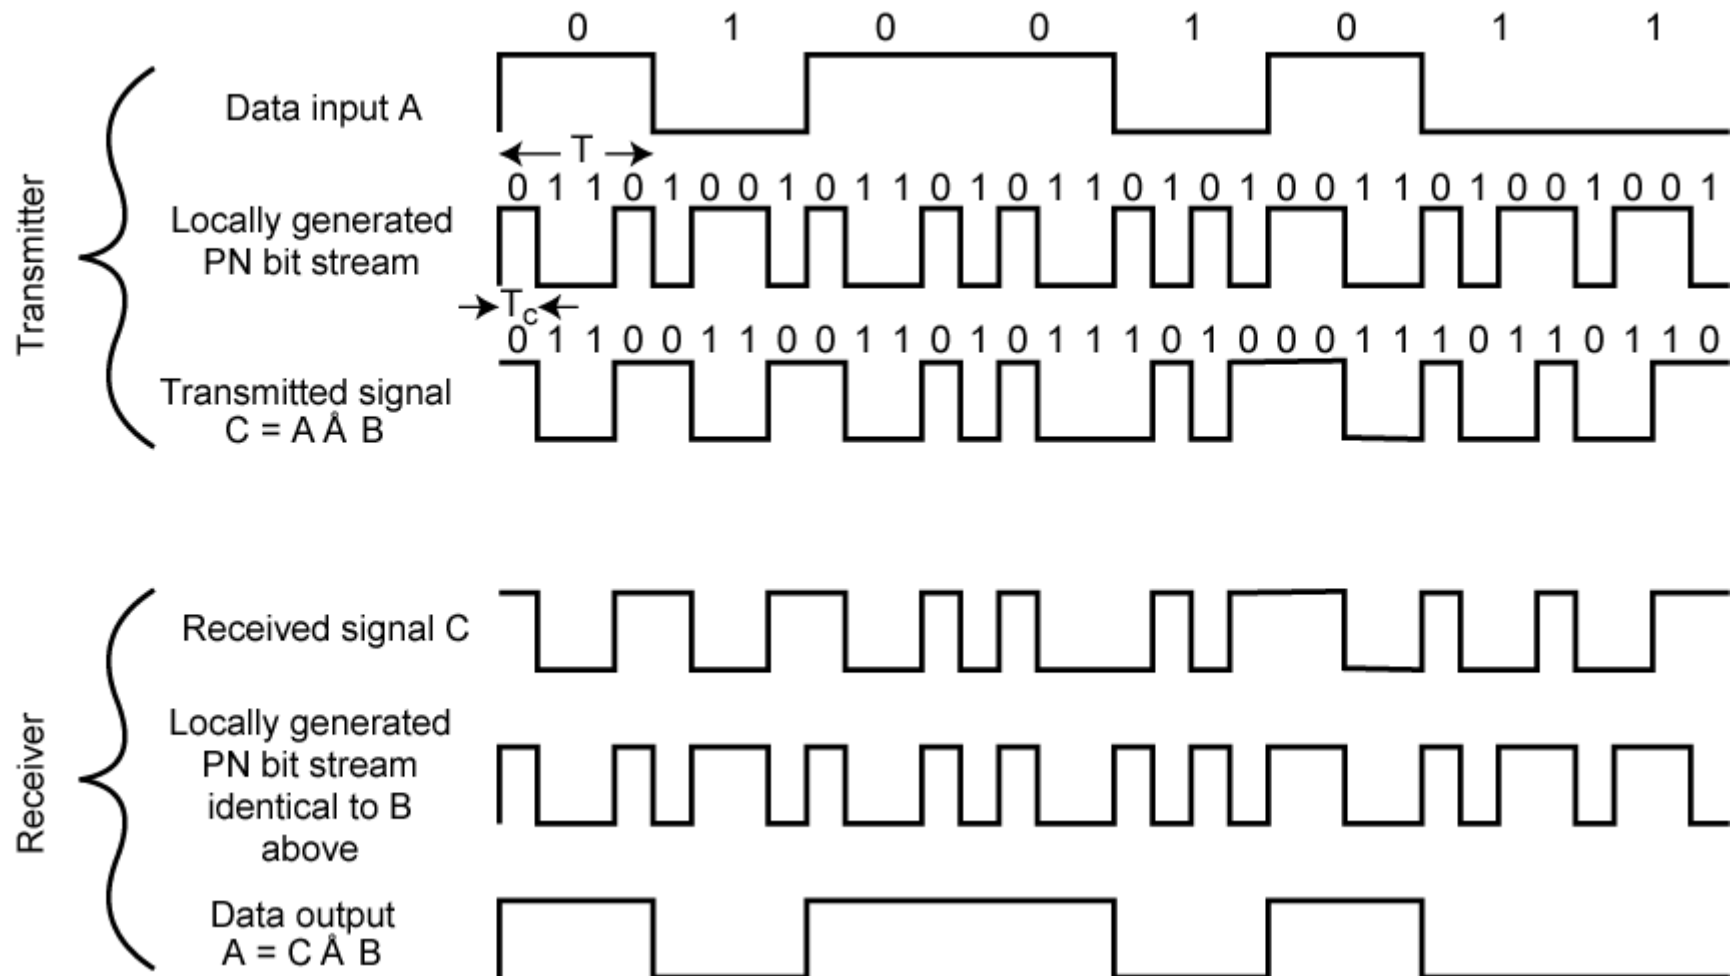 0 1 0 0 1 0 1 1
Data input A
T
0 1 1 0 1 0 0 1 0 1 1 0 1 0 1 1 0 1 0 1 0 0 1 1 0 1 0 0 1 0 0 1
Locally generated
PN bit stream
T_C
0 1 1 0 0 1 1 0 0 1 1 0 1 0 1 1 1 0 1 0 0 0 1 1 1 0 1 1 0 1 1 0
Transmitted signal
C = A Å B
Transmitter
Received signal C
Locally generated
PN bit stream
identical to B
above
Data output
A = C Å B
Receiver